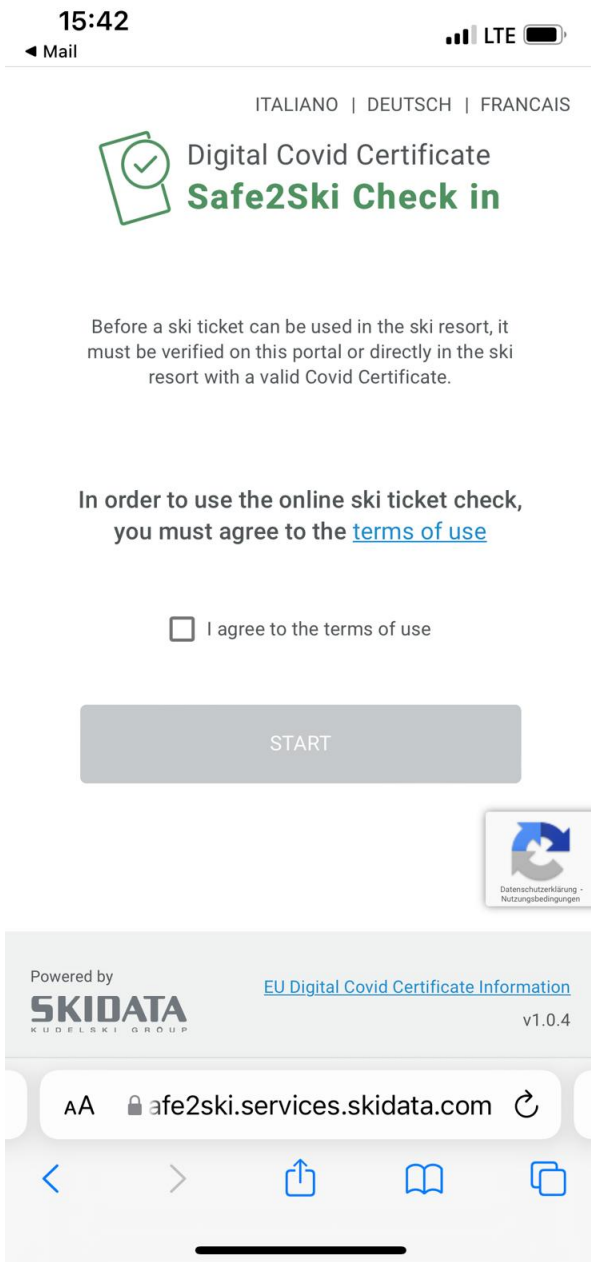 15:42
LTE
◀ Mail
ITALIANO | DEUTSCH | FRANCAIS
Digital Covid Certificate
Safe2Ski Check in
Before a ski ticket can be used in the ski resort, it
must be verified on this portal or directly in the ski
resort with a valid Covid Certificate.
In order to use the online ski ticket check,
you must agree to the terms of use
I agree to the terms of use
START
Datenschutzerklärung -
Nutzungsbedingungen
Powered by
SKIDATA
KUDELSKI GROUP
EU Digital Covid Certificate Information
v1.0.4
AA
afe2ski.services.skidata.com